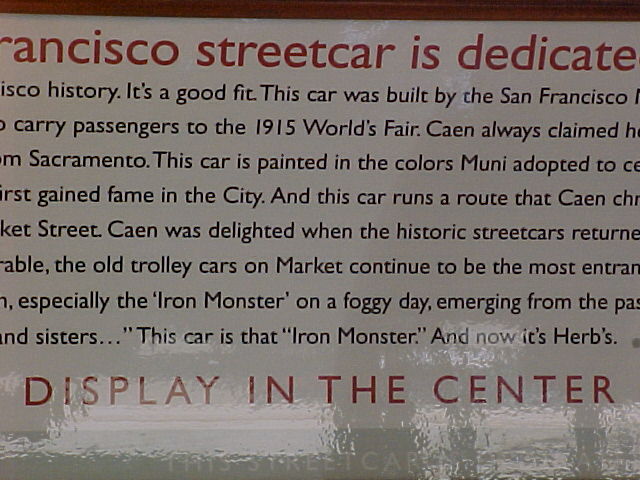 rancisco streetcar is dedicate
isco history. It's a good fit. This car was built by the San Francisco
o carry passengers to the 1915 World's Fair. Caen always claimed he
om Sacramento. This car is painted in the colors Muni adopted to ce
irst gained fame in the City. And this car runs a route that Caen chr
ket Street. Caen was delighted when the historic streetcars returne
rable, the old trolley cars on Market continue to be the most entran
n, especially the 'Iron Monster' on a foggy day, emerging from the pas
and sisters…" This car is that "Iron Monster." And now it's Herb's.
DISPLAY IN THE CENTER
THIS STREETCAR